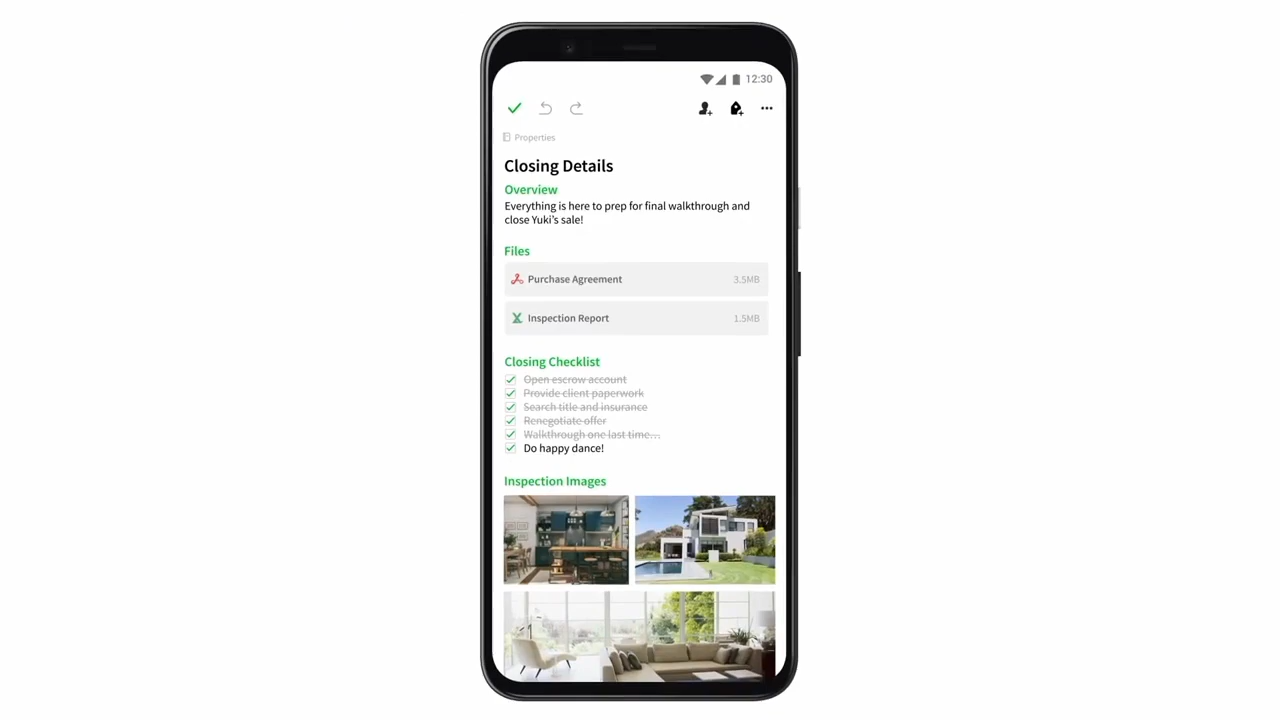 12:30
Properties
Closing Details
Overview
Everything is here to prep for final walkthrough and
close Yuki's sale!
Files
Purchase Agreement 3.5MB
Inspection Report 1.5MB
Closing Checklist
Open escrow account
Provide client paperwork
Search title and insurance
Renegotiate offer
Walkthrough one last time...
Do happy dance!
Inspection Images